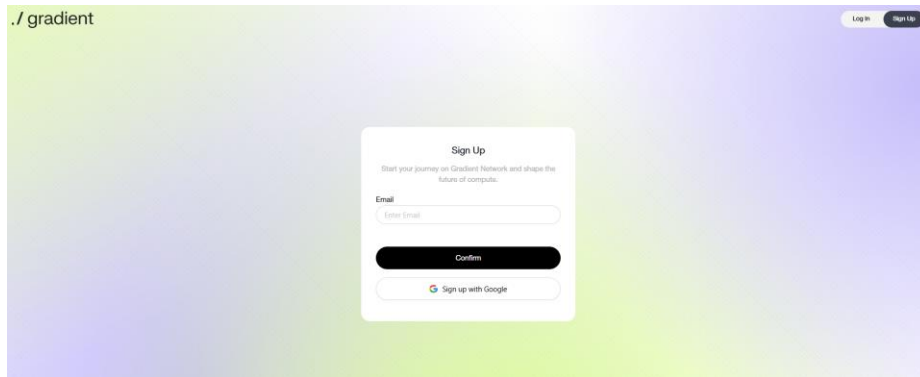 ./ gradient
Log In
Sign Up
Sign Up
Start your journey on Gradient Network and shape the
future of compute.
Email
Enter Email
Confirm
Sign up with Google